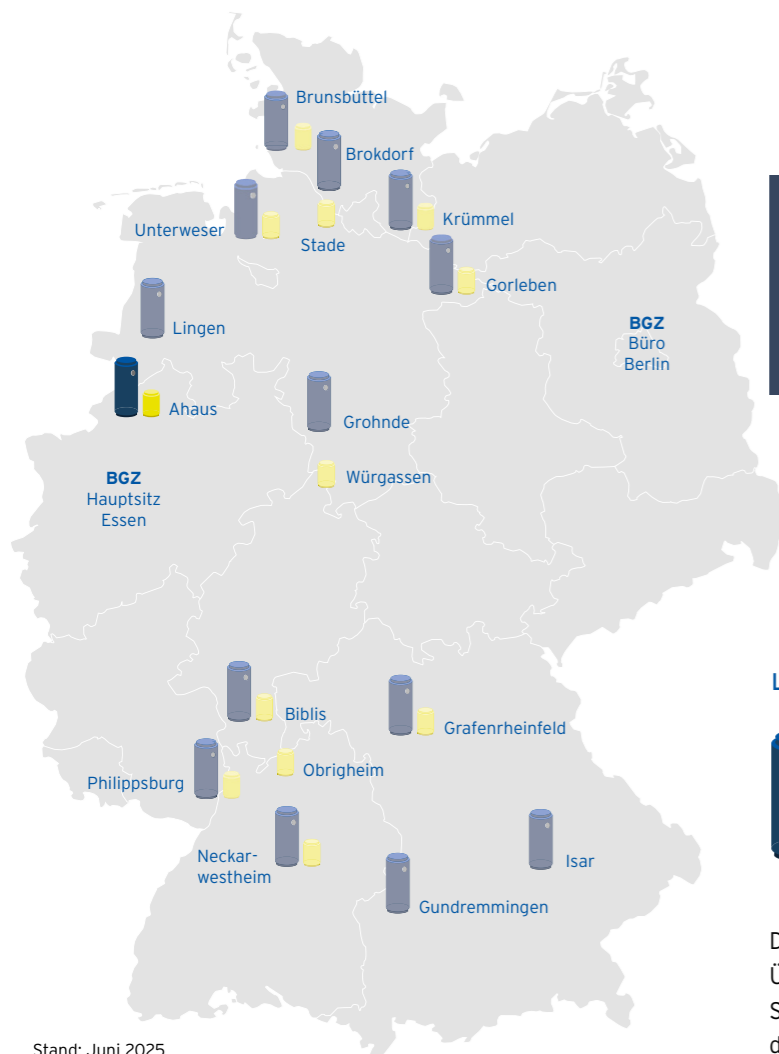 Brunsbüttel
Brokdorf
Unterweser
Stade
Krümmel
Gorleben
Lingen
BGZ
Büro
Berlin
Ahaus
Grohnde
BGZ
Hauptsitz
Essen
Würgassen
L
Biblis
Grafenrheinfeld
Obrigheim
Philippsburg
Neckar-
westheim
Isar
Gundremmingen
D
Ü
S
d
Stand: Juni 2025